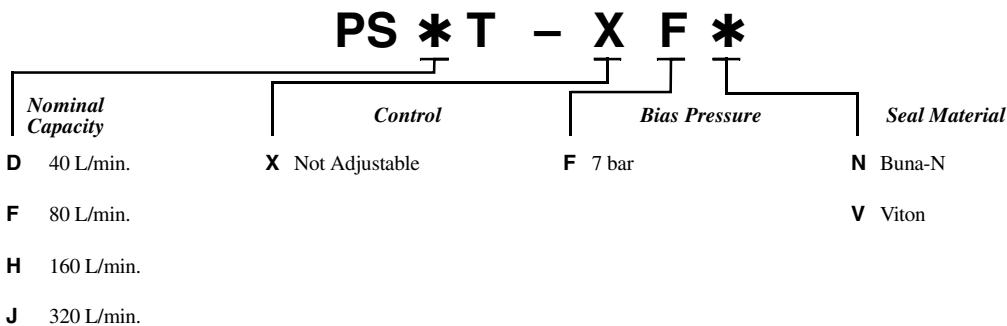 PS * T – X F *
Nominal
Capacity
Control
Bias Pressure
Seal Material
D 40 L/min.
X Not Adjustable
F 7 bar
N Buna-N
F 80 L/min.
V Viton
H 160 L/min.
J 320 L/min.